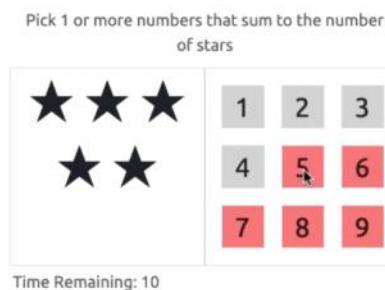 Pick 1 or more numbers that sum to the number
of stars
1 2 3
4 5 6
7 8 9
Time Remaining: 10